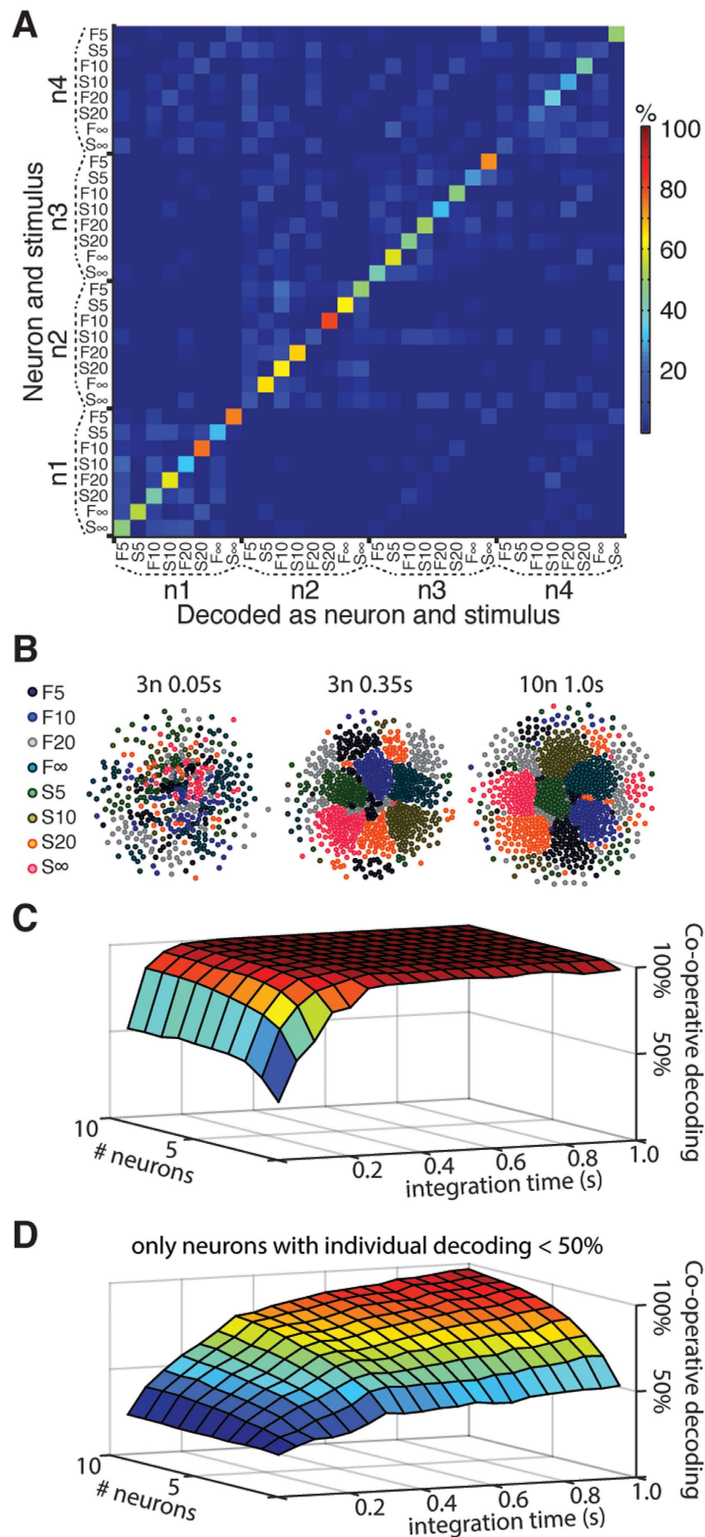 A
Neuron and stimulus
n4
F5
S5
F10
S10
F20
S20
F∞
S∞
n3
F5
S5
F10
S10
F20
S20
F∞
S∞
n2
F5
S5
F10
S10
F20
S20
F∞
S∞
n1
F5
S5
F10
S10
F20
S20
F∞
S∞
%
100
80
60
40
20
F5 S5 F10 S10 F20 S20 F∞ S∞ F5 S5 F10 S10 F20 S20 F∞ S∞ F5 S5 F10 S10 F20 S20 F∞ S∞ F5 S5 F10 S10 F20 S20 F∞ S∞
n1 n2 n3 n4
Decoded as neuron and stimulus
B
3n 0.05s 3n 0.35s 10n 1.0s
F5
F10
F20
F∞
S5
S10
S20
S∞
C
Co-operative decoding
100%
50%
10
5
# neurons
0.2 0.4 0.6 0.8 1.0
integration time (s)
D
only neurons with individual decoding < 50%
Co-operative decoding
100%
50%
10
5
# neurons
0.2 0.4 0.6 0.8 1.0
integration time (s)